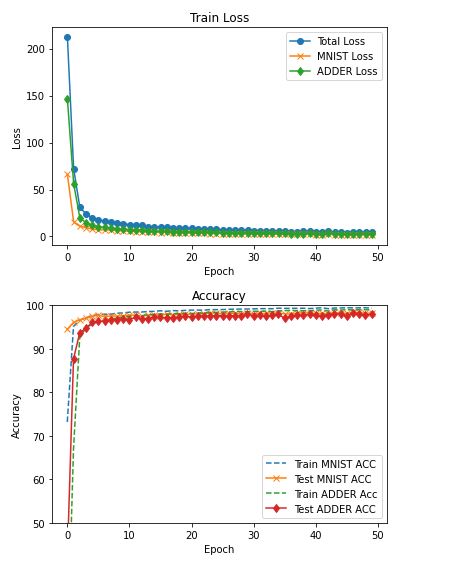 Train Loss
200
150
100
50
0
Loss
Total Loss
MNIST Loss
ADDER Loss
0 10 20 30 40 50
Epoch
Accuracy
100
90
80
70
60
50
Accuracy
Train MNIST ACC
Test MNIST ACC
Train ADDER Acc
Test ADDER ACC
0 10 20 30 40 50
Epoch